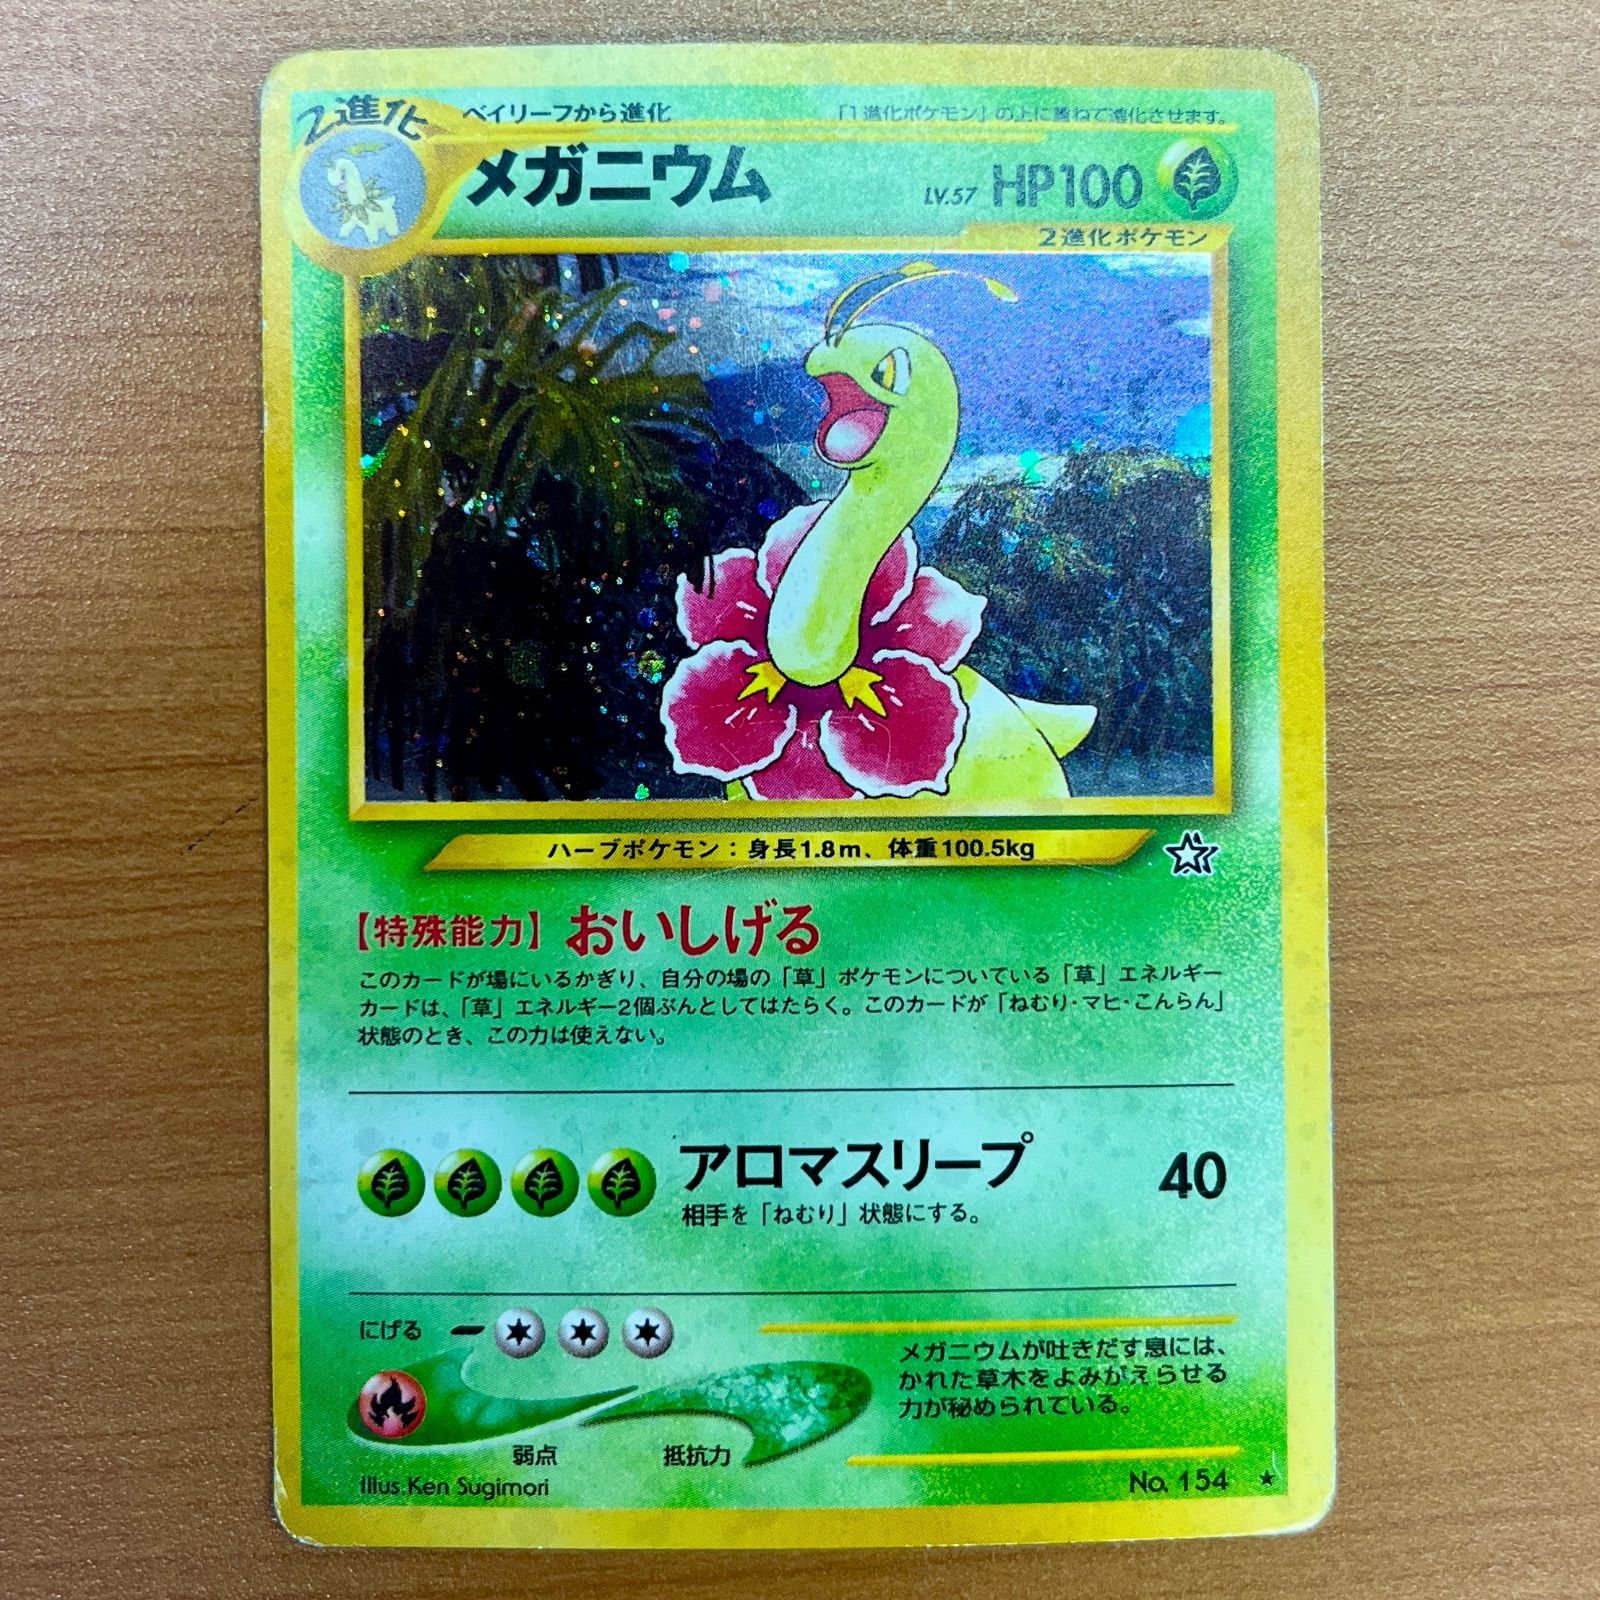 2進化
ベイリーフから進化
「1進化ポケモン」の上に重ねて進化させます。
メガニウム
LV.57 HP100
2進化ポケモン
ハーブポケモン：身長1.8m、体重100.5kg
【特殊能力】おいしげる
このカードが場にいるかぎり、自分の場の「草」ポケモンについている「草」エネルギー
カードは、「草」エネルギー2個ぶんとしてはたらく。このカードが「ねむり・マヒ・こんらん」
状態のとき、この力は使えない。
アロマスリープ 40
相手を「ねむり」状態にする。
にげる
メガニウムが吐きだす息には、
かれた草木をよみがえらせる
力が秘められている。
弱点 抵抗力
Illus. Ken Sugimori
No. 154 ★